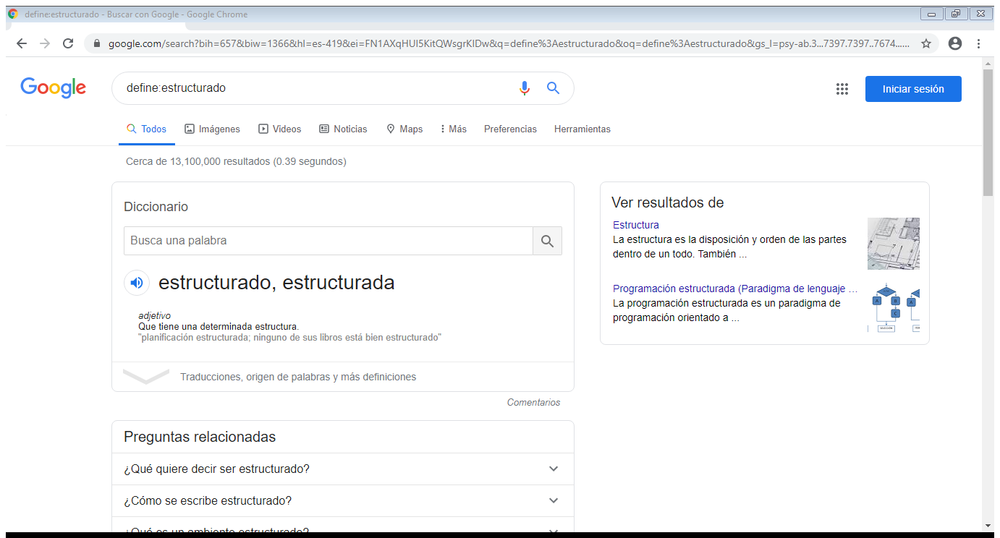 define:estructurado - Buscar con Google - Google Chrome
google.com/search?bih=657&biw=1366&hl=es-419&ei=FN1AXqHUI5KitQWsgrKIDw&q=define%3Aestructurado&oq=define%3Aestructurado&gs_l=psy-ab.3...7397.7397..7674......
Google
define:estructurado
Iniciar sesión
Todos Imágenes Videos Noticias Maps Más Preferencias Herramientas
Cerca de 13,100,000 resultados (0.39 segundos)
Diccionario
Busca una palabra
estructurado, estructurada
adjetivo
Que tiene una determinada estructura.
"planificación estructurada; ninguno de sus libros está bien estructurado"
Traducciones, origen de palabras y más definiciones
Comentarios
Preguntas relacionadas
¿Qué quiere decir ser estructurado?
¿Cómo se escribe estructurado?
¿Qué es un ambiente estructurado?
Ver resultados de
Estructura
La estructura es la disposición y orden de las partes
dentro de un todo. También ...
Programación estructurada (Paradigma de lenguaje ...
La programación estructurada es un paradigma de
programación orientado a ...
A
B
C
A